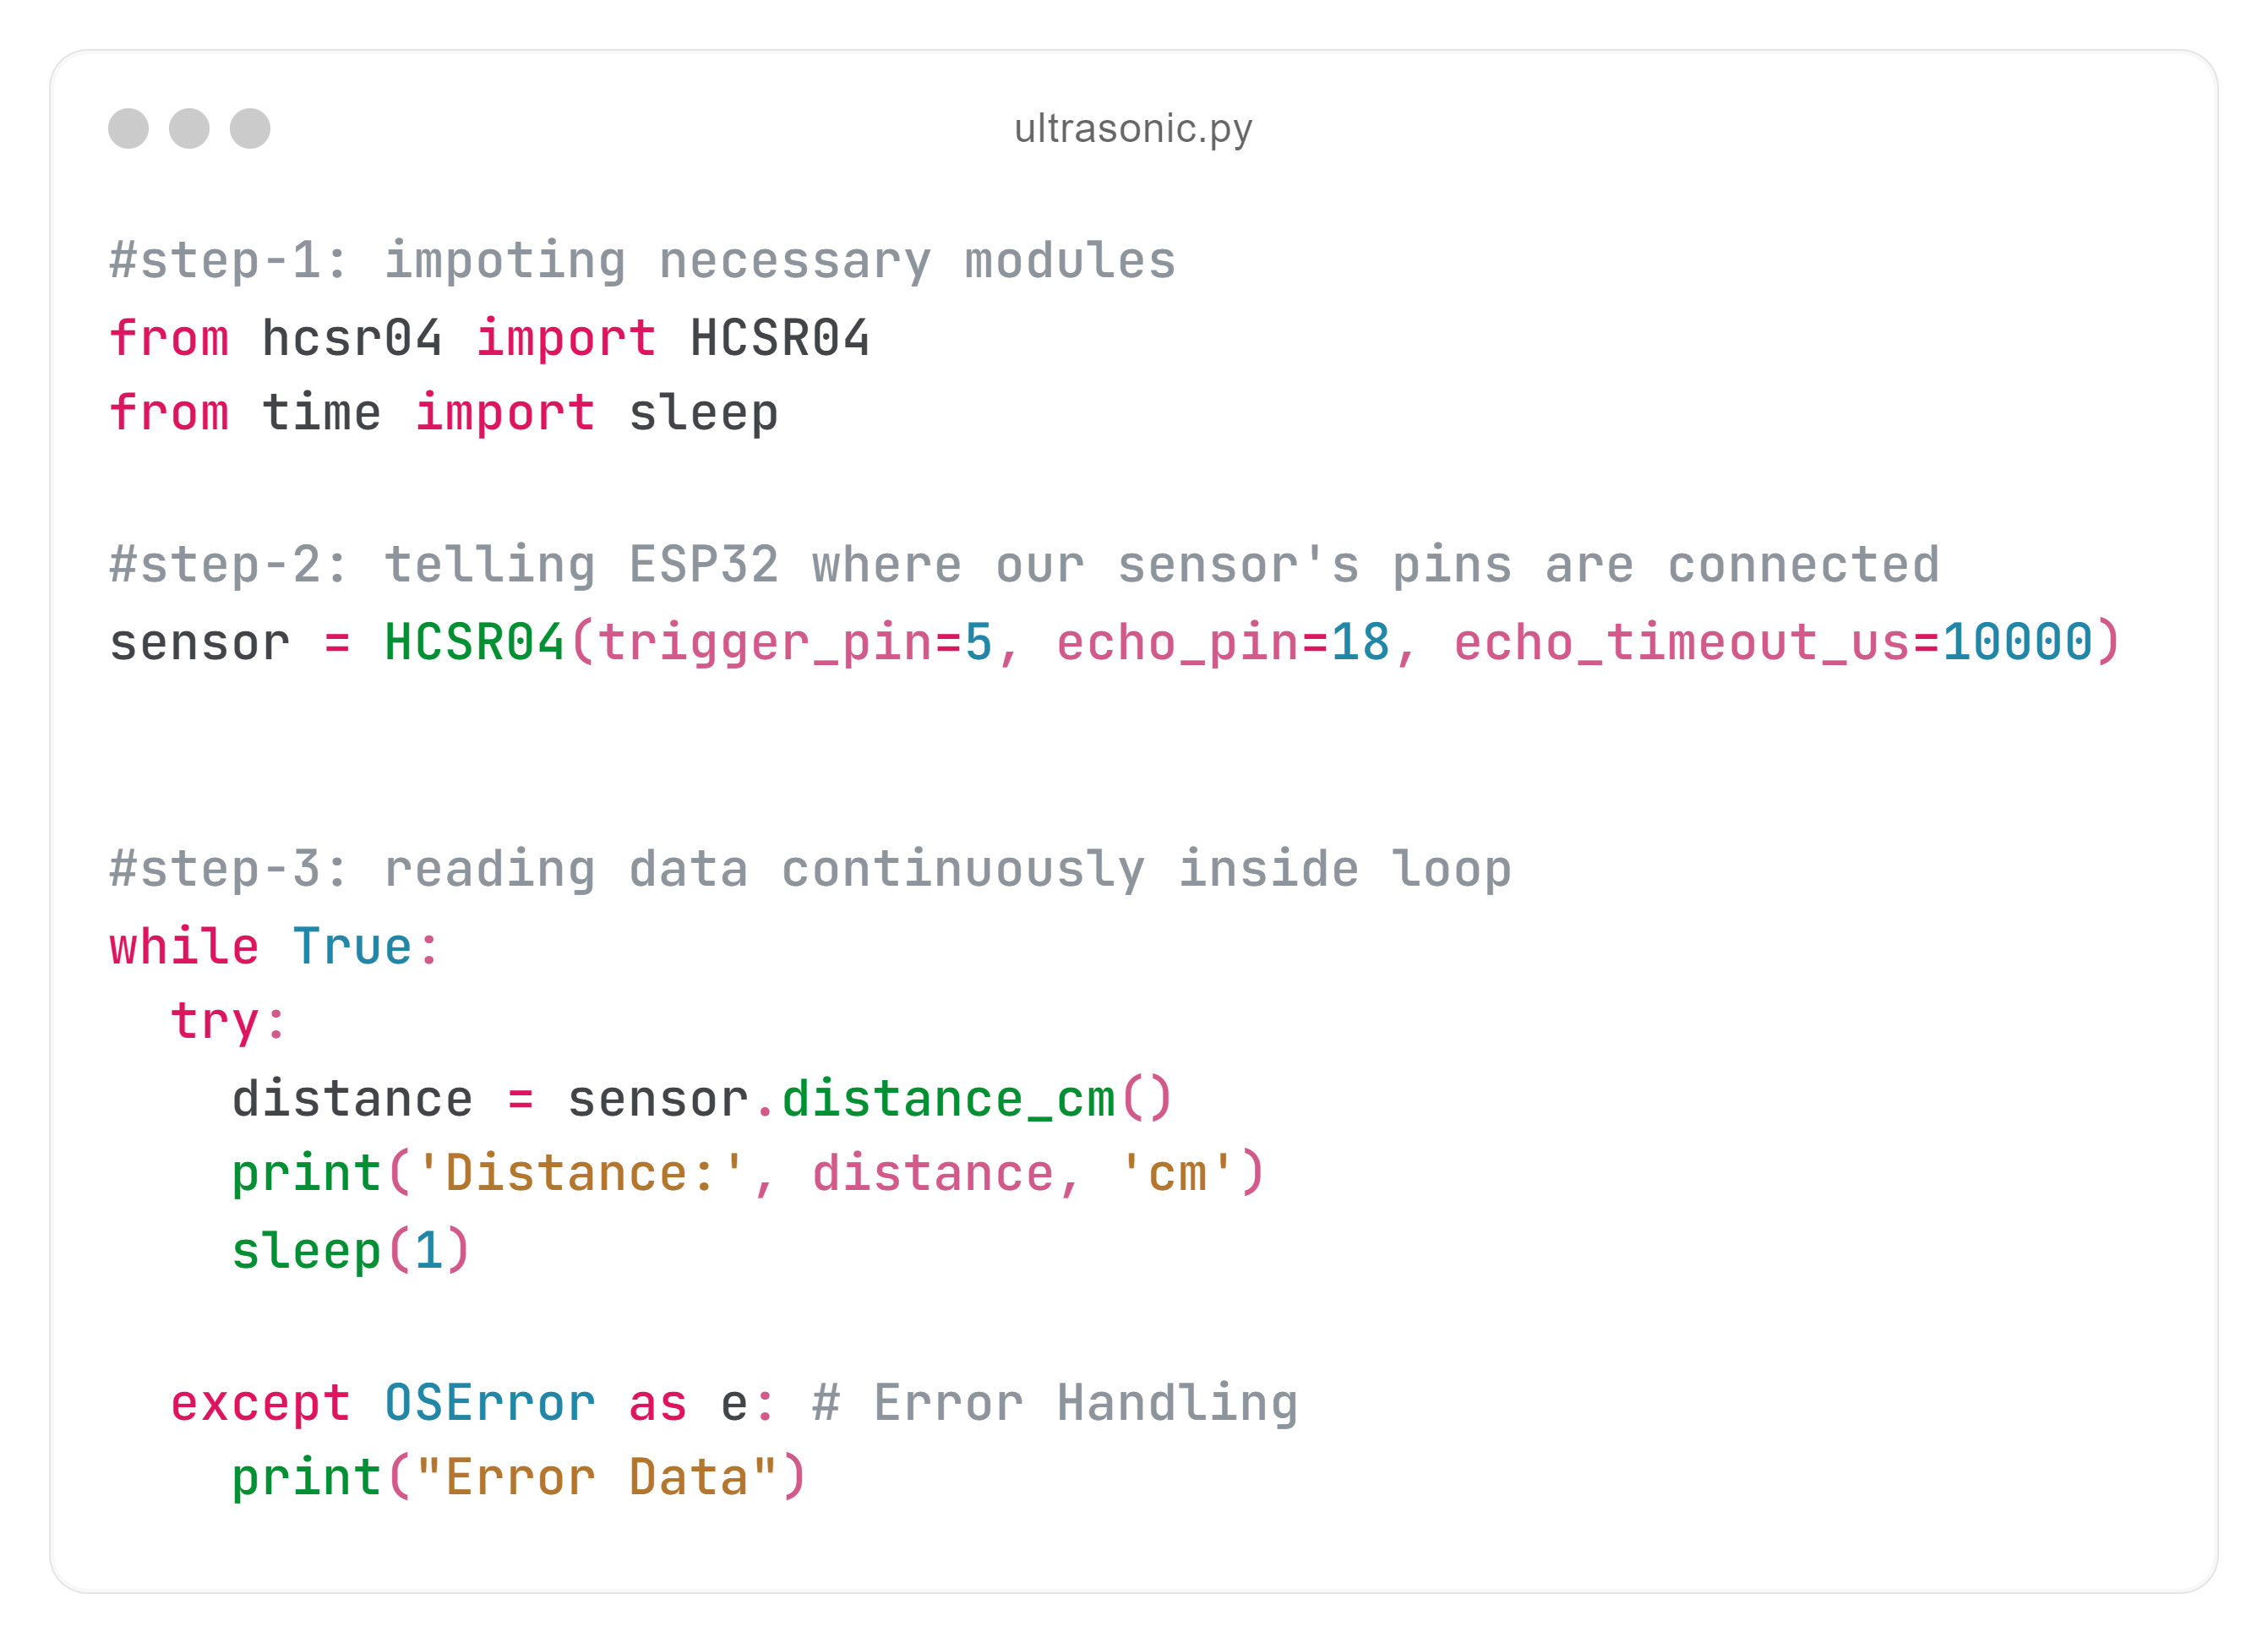 ultrasonic.py
#step-1: impoting necessary modules
from hcsr04 import HCSR04
from time import sleep
#step-2: telling ESP32 where our sensor's pins are connected
sensor = HCSR04(trigger_pin=5, echo_pin=18, echo_timeout_us=10000)
#step-3: reading data continuously inside loop
while True:
  try:
    distance = sensor.distance_cm()
    print('Distance:', distance, 'cm')
    sleep(1)
  except OSError as e: # Error Handling
    print("Error Data")